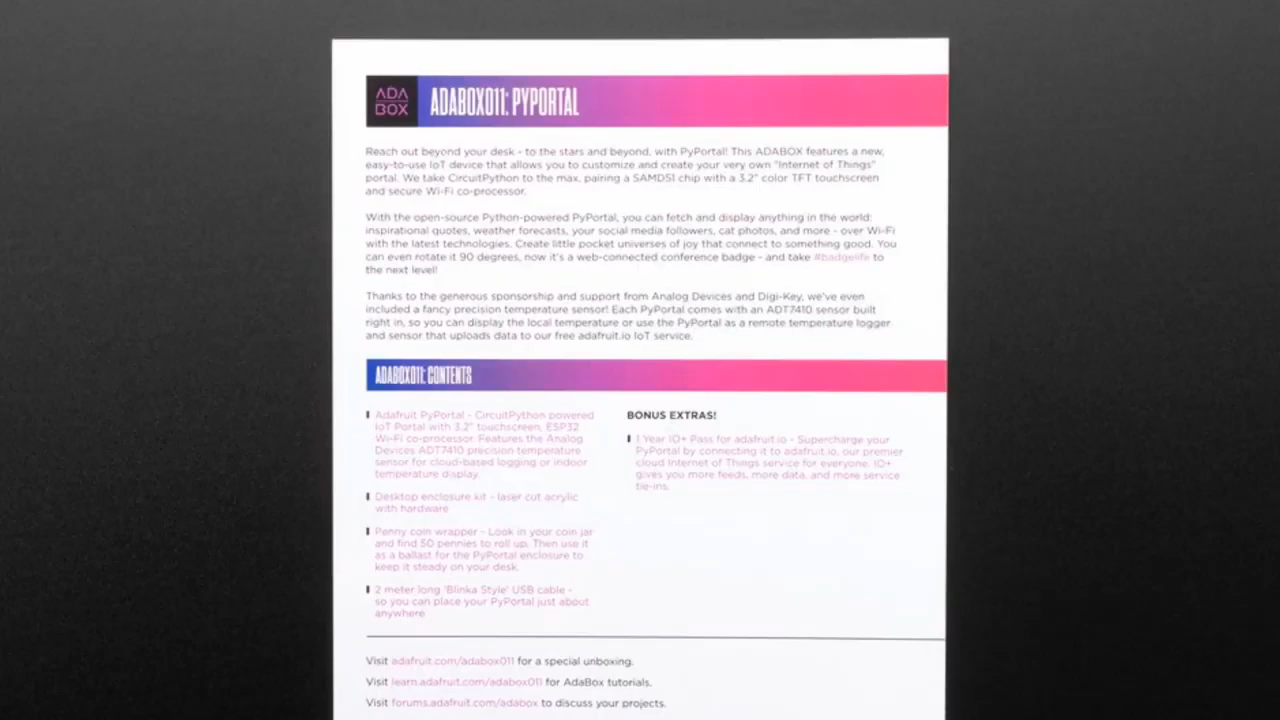 ADA
BOX
ADABOX011: PYPORTAL
Reach out beyond your desk - to the stars and beyond, with PyPortal! This ADABOX features a new,
easy-to-use IoT device that allows you to customize and create your very own "Internet of Things"
portal. We take CircuitPython to the max, pairing a SAMD51 chip with a 3.2" color TFT touchscreen
and secure Wi-Fi co-processor.
With the open-source Python-powered PyPortal, you can fetch and display anything in the world:
inspirational quotes, weather forecasts, your social media followers, cat photos, and more - over Wi-Fi
with the latest technologies. Create little pocket universes of joy that connect to something good. You
can even rotate it 90 degrees, now it's a web-connected conference badge - and take #badgelife to
the next level!
Thanks to the generous sponsorship and support from Analog Devices and Digi-Key, we've even
included a fancy precision temperature sensor! Each PyPortal comes with an ADT7410 sensor built
right in, so you can display the local temperature or use the PyPortal as a remote temperature logger
and sensor that uploads data to our free adafruit.io IoT service.
ADABOX011: CONTENTS
Adafruit PyPortal - CircuitPython powered
IoT Portal with 3.2" touchscreen, ESP32
Wi-Fi co-processor. Features the Analog
Devices ADT7410 precision temperature
sensor for cloud-based logging or indoor
temperature display.
Desktop enclosure kit - laser cut acrylic
with hardware
Penny coin wrapper - Look in your coin jar
and find 50 pennies to roll up. Then use it
as a ballast for the PyPortal enclosure to
keep it steady on your desk.
2 meter long 'Blinka Style' USB cable -
so you can place your PyPortal just about
anywhere
BONUS EXTRAS!
1 Year IO+ Pass for adafruit.io - Supercharge your
PyPortal by connecting it to adafruit.io, our premier
cloud Internet of Things service for everyone. IO+
gives you more feeds, more data, and more service
tie-ins.
Visit adafruit.com/adabox011 for a special unboxing.
Visit learn.adafruit.com/adabox011 for AdaBox tutorials.
Visit forums.adafruit.com/adabox to discuss your projects.